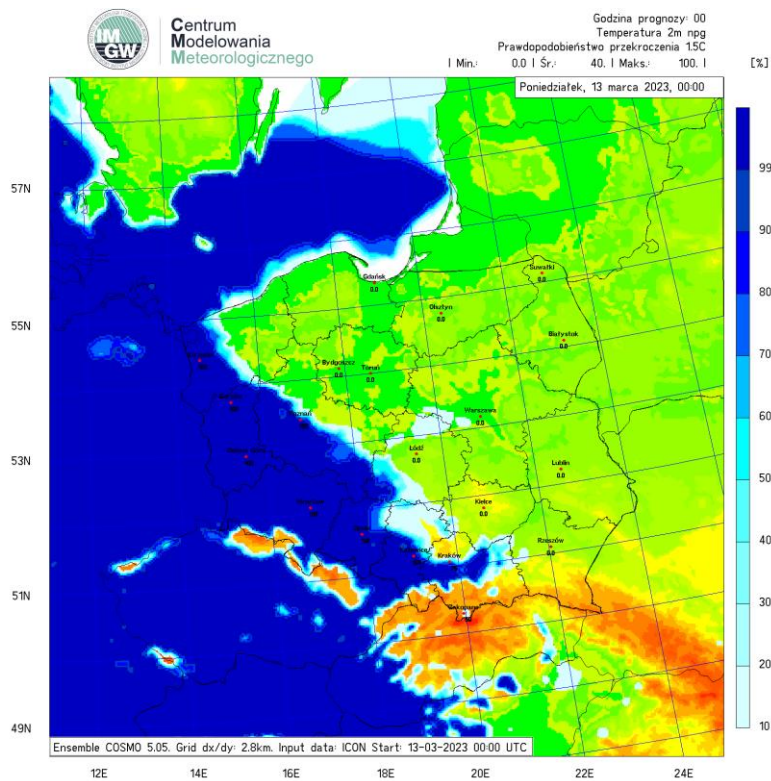 IM
GW
Centrum
Modelowania
Meteorologicznego
Godzina prognozy: 00
Temperatura 2m npg
Prawdopodobieństwo przekroczenia 1.5C
| Min.: 0.0 | Śr.: 40. | Maks.: 100. | [%]
Poniedziałek, 13 marca 2023, 00:00
57N
55N
53N
51N
49N
Gdańsk
0.0
Suwałki
0.0
Olsztyn
0.0
Białystok
0.0
Bydgoszcz
0.0
Toruń
0.0
Warszawa
0.0
Łódź
0.0
Lublin
0.0
Kielce
0.0
Rzeszów
0.0
Kraków
Zakopane
99
90
80
70
60
50
40
30
20
10
Ensemble COSMO 5.05. Grid dx/dy: 2.8km. Input data: ICON Start: 13-03-2023 00:00 UTC
12E 14E 16E 18E 20E 22E 24E